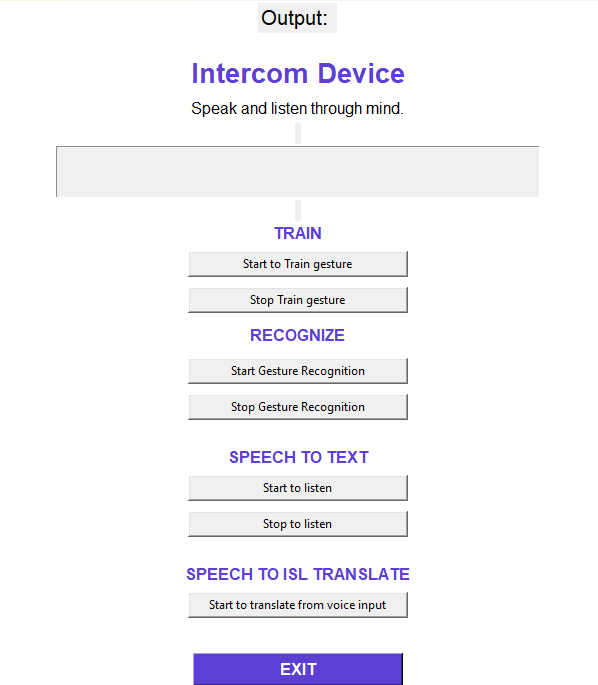 Output:
Intercom Device
Speak and listen through mind.
TRAIN
Start to Train gesture
Stop Train gesture
RECOGNIZE
Start Gesture Recognition
Stop Gesture Recognition
SPEECH TO TEXT
Start to listen
Stop to listen
SPEECH TO ISL TRANSLATE
Start to translate from voice input
EXIT